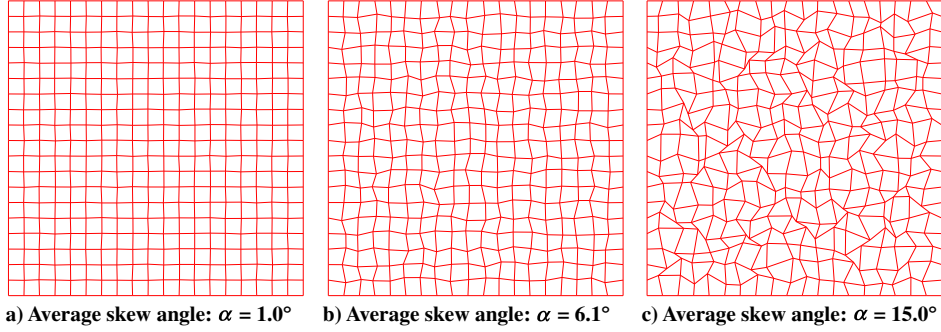 a) Average skew angle: α = 1.0°
b) Average skew angle: α = 6.1°
c) Average skew angle: α = 15.0°